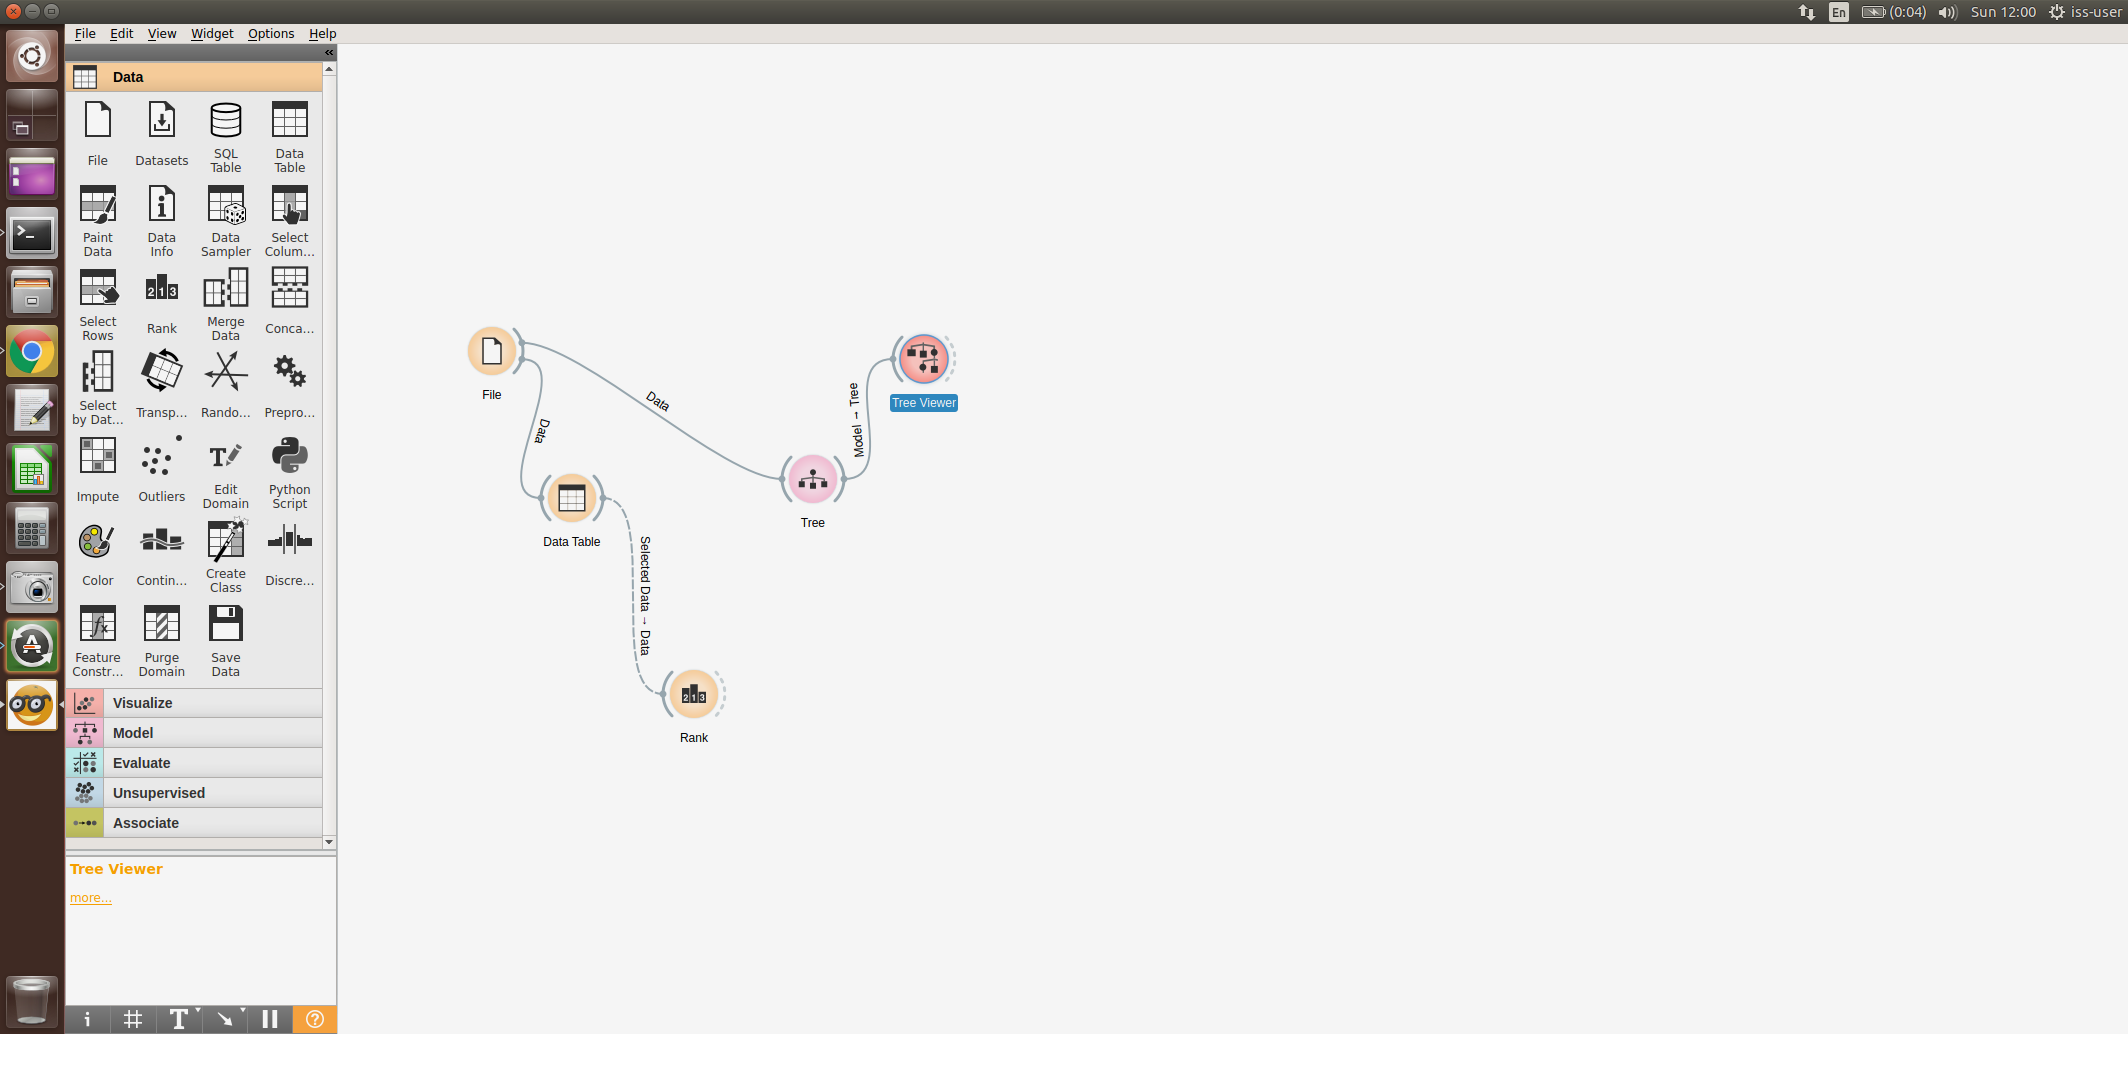 En (0:04) Sun 12:00 iss-user
File Edit View Widget Options Help
«
Data
File Datasets SQL Table Data Table
Paint Data Data Info Data Sampler Select Colum...
Select Rows Rank Merge Data Conca...
Select by Dat... Transp... Rando... Prepro...
Impute Outliers Edit Domain Python Script
Color Contin... Create Class Discre...
Feature Constr... Purge Domain Save Data
Visualize
Model
Evaluate
Unsupervised
Associate
Tree Viewer
more...
File
Data
Data
Data Table
Selected Data → Data
Rank
Tree
Model → Tree
Tree Viewer